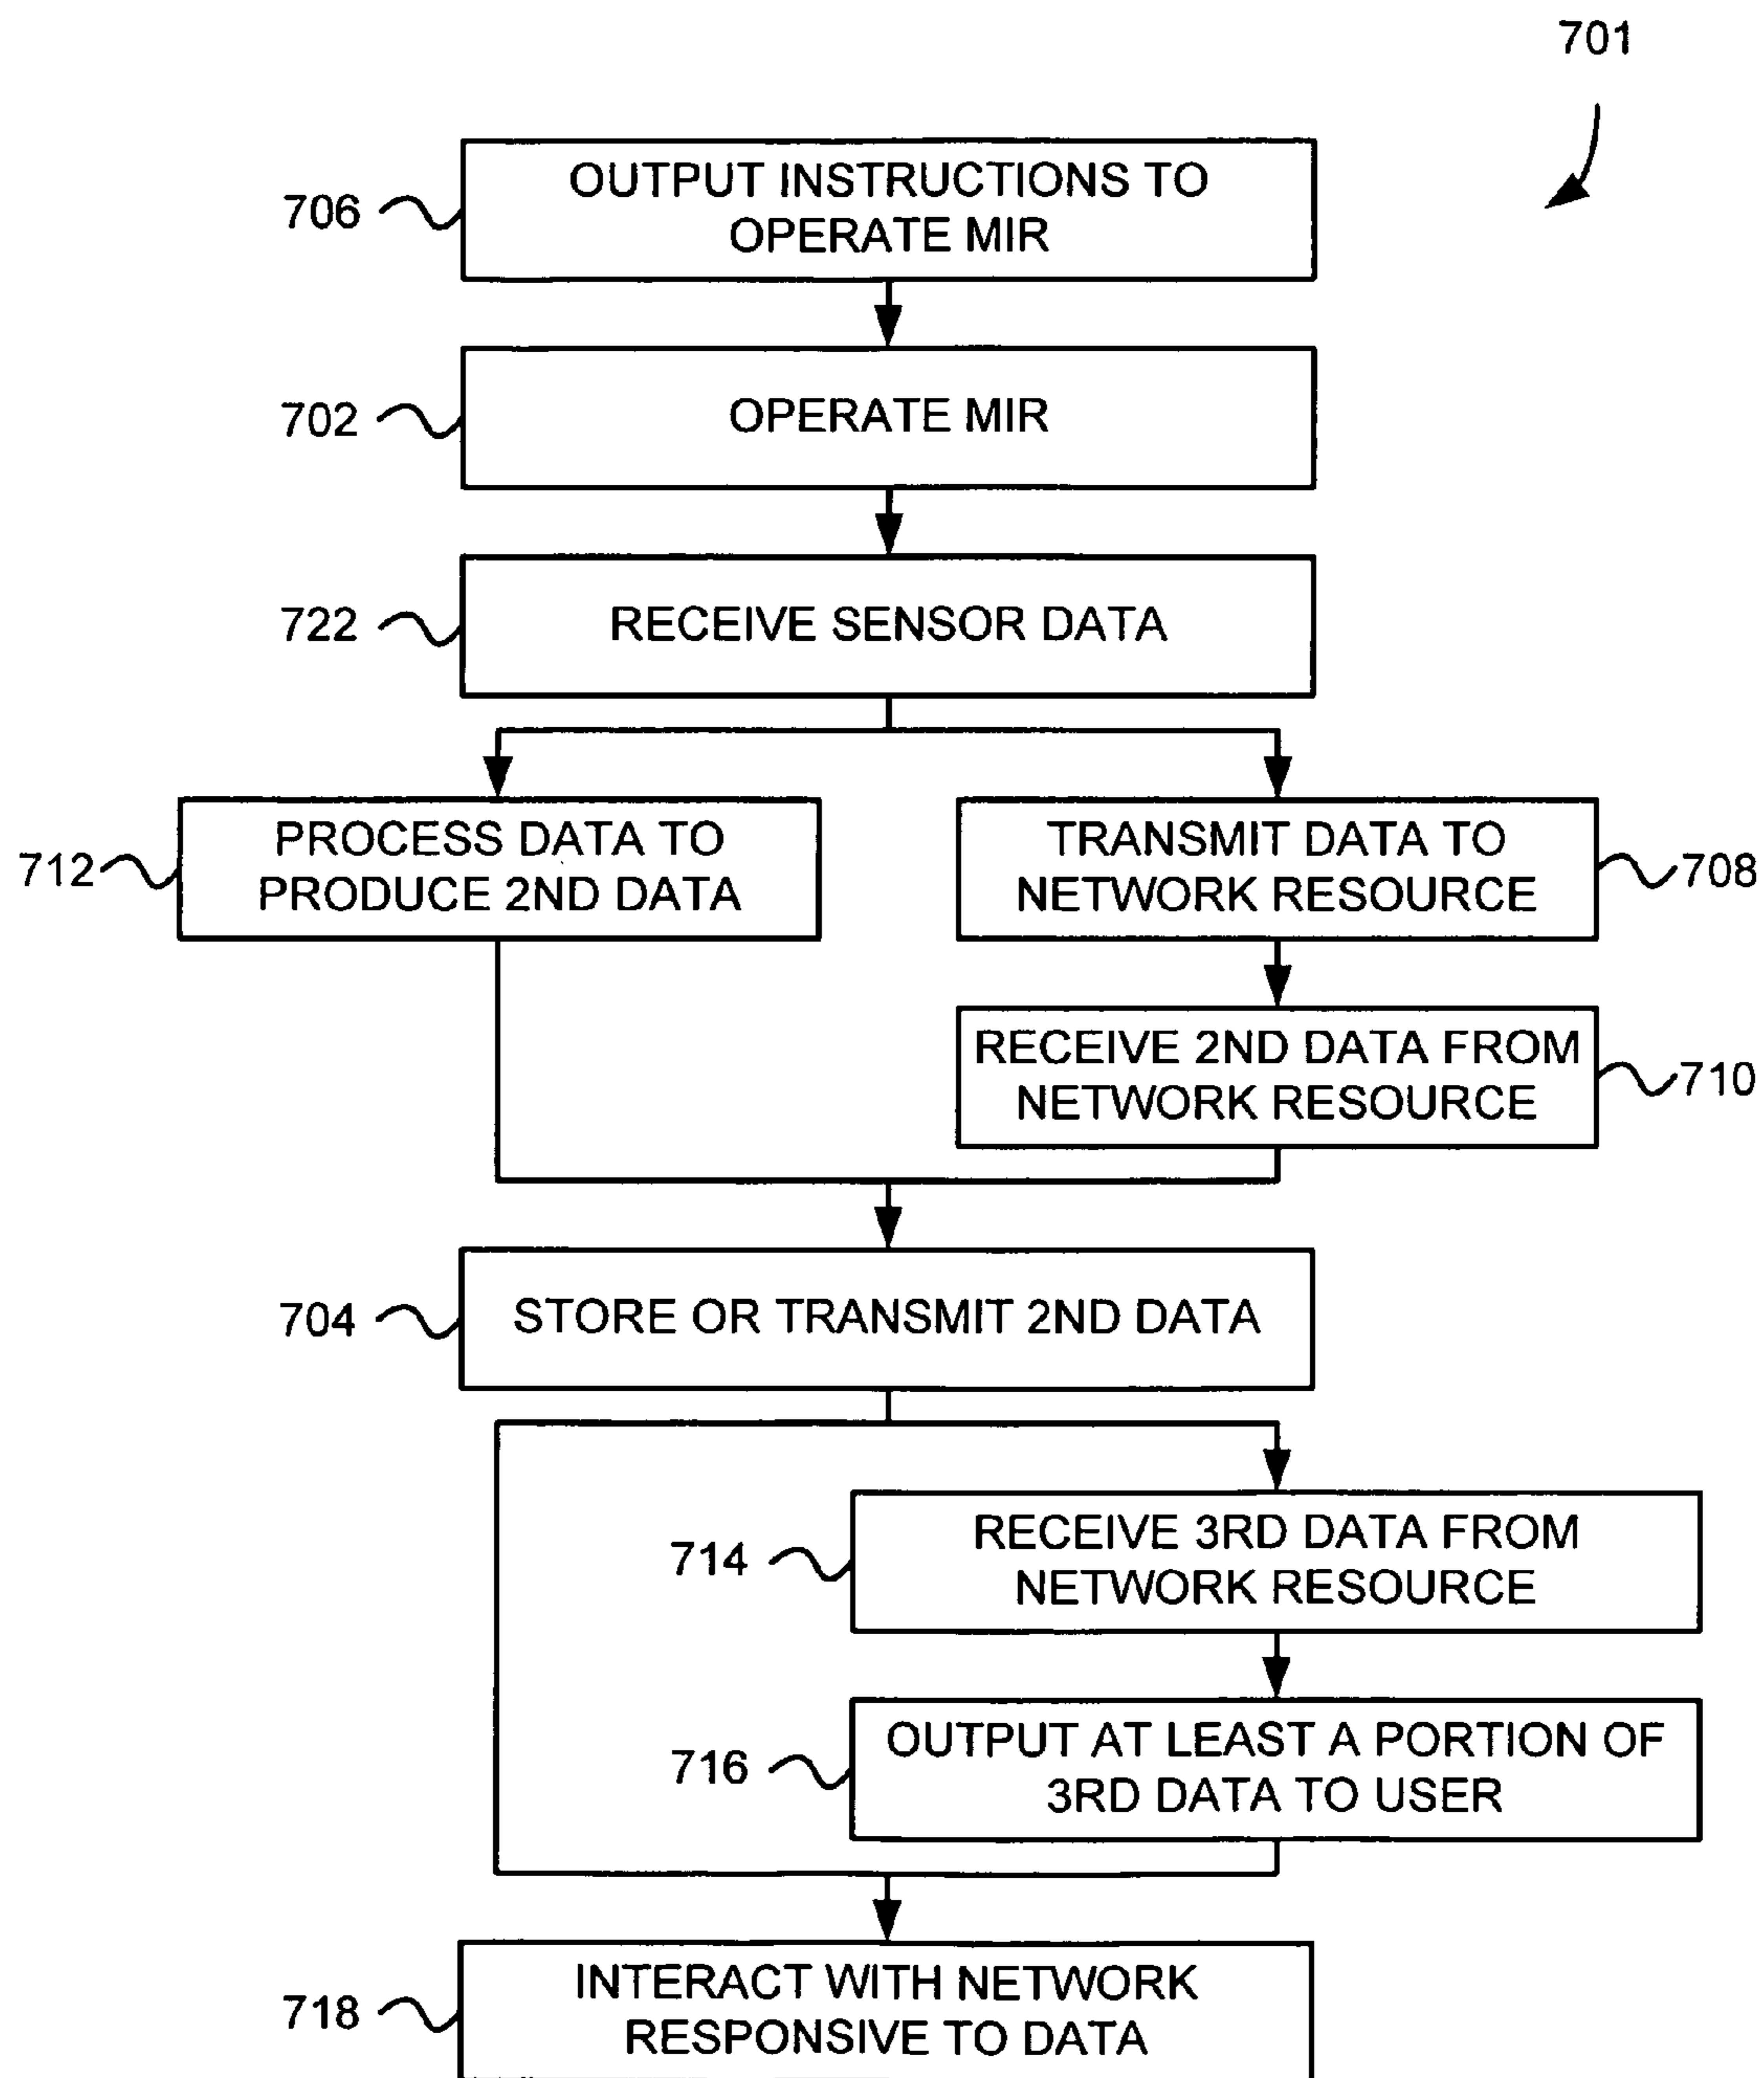 701
706
OUTPUT INSTRUCTIONS TO
OPERATE MIR
702
OPERATE MIR
722
RECEIVE SENSOR DATA
712
PROCESS DATA TO
PRODUCE 2ND DATA
TRANSMIT DATA TO
NETWORK RESOURCE
708
RECEIVE 2ND DATA FROM
NETWORK RESOURCE
710
704
STORE OR TRANSMIT 2ND DATA
714
RECEIVE 3RD DATA FROM
NETWORK RESOURCE
716
OUTPUT AT LEAST A PORTION OF
3RD DATA TO USER
718
INTERACT WITH NETWORK
RESPONSIVE TO DATA